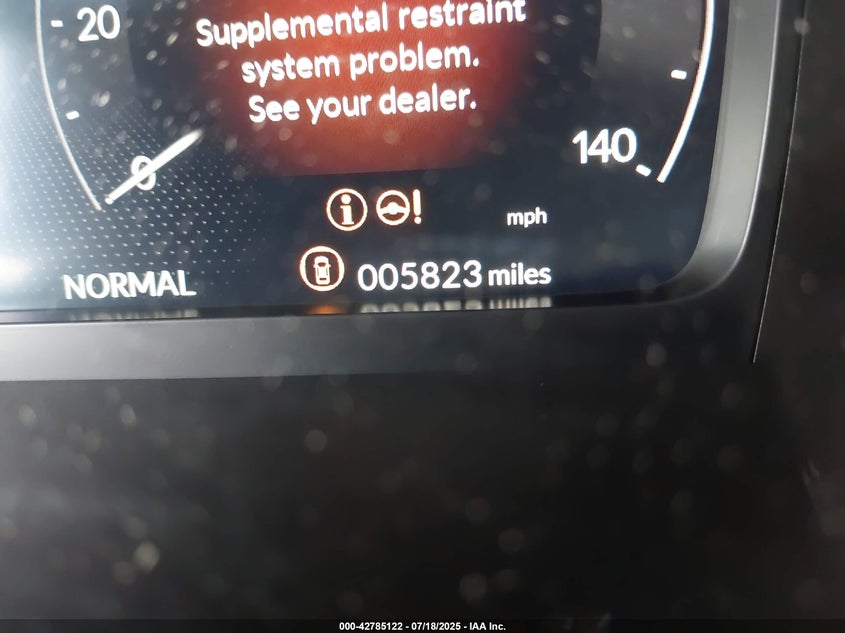 20
Supplemental restraint
system problem.
See your dealer.
140
0
mph
NORMAL
005823 miles
000-42785122 - 07/18/2025 - IAA Inc.